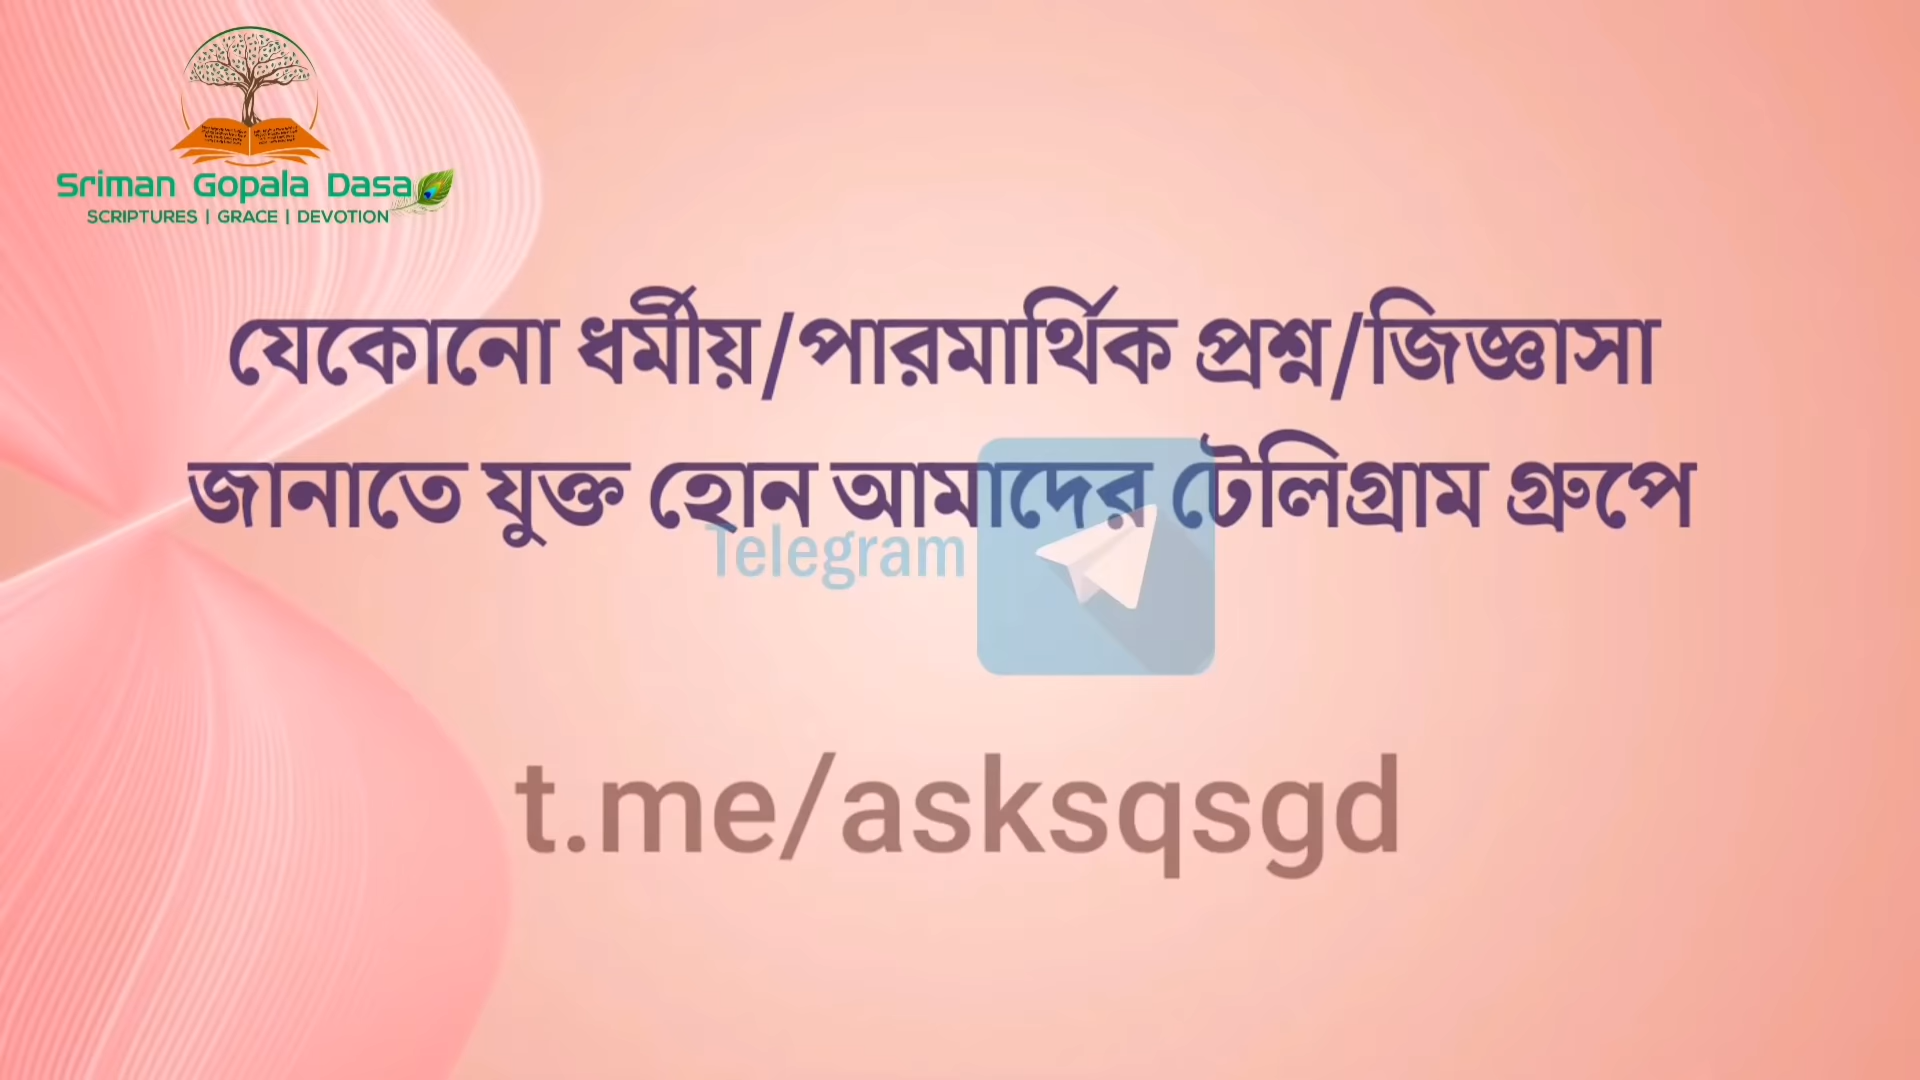 Sriman Gopala Dasa
SCRIPTURES | GRACE | DEVOTION
যেকোনো ধর্মীয়/পারমার্থিক প্রশ্ন/জিজ্ঞাসা
জানাতে যুক্ত হোন আমাদের টেলিগ্রাম গ্রুপে
Telegram
t.me/asksqsgd